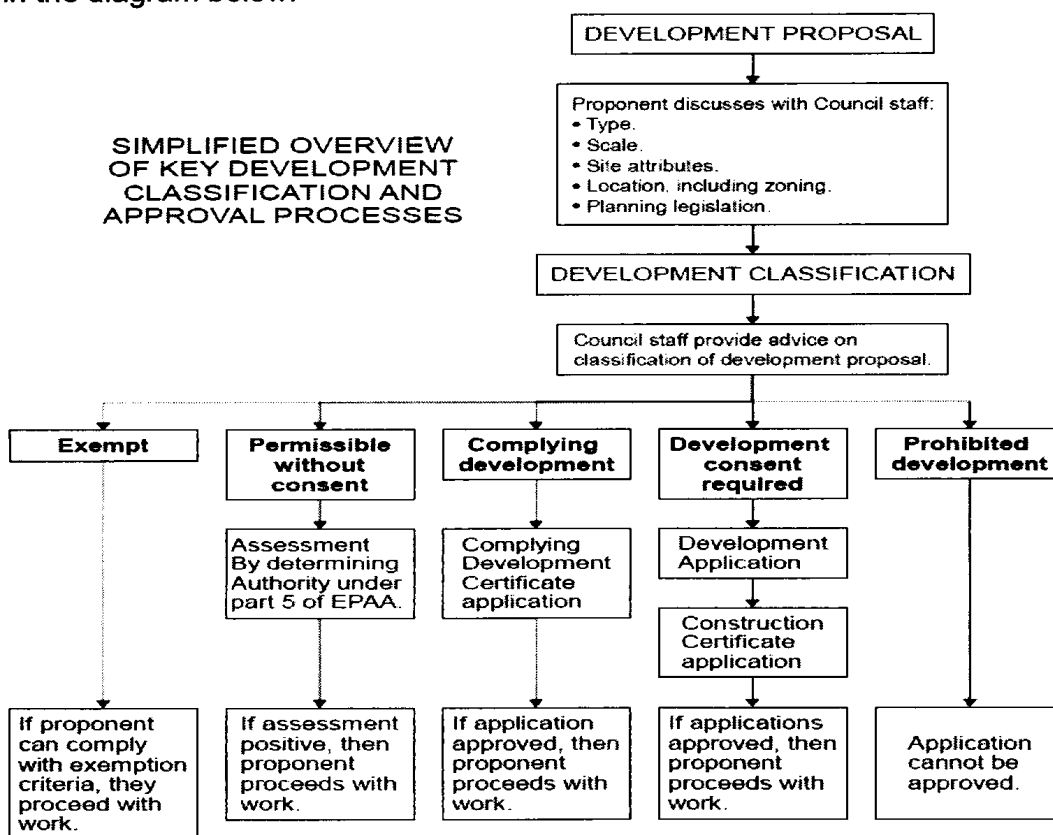 in the diagram below
DEVELOPMENT PROPOSAL
SIMPLIFIED OVERVIEW
OF KEY DEVELOPMENT
CLASSIFICATION AND
APPROVAL PROCESSES
Proponent discusses with Council staff:
• Type.
• Scale.
• Site attributes.
• Location, including zoning.
• Planning legislation.
DEVELOPMENT CLASSIFICATION
Council staff provide advice on
classification of development proposal.
Exempt
Permissible
without
consent
Complying
development
Development
consent
required
Prohibited
development
Assessment
By determining
Authority under
part 5 of EPAA.
Complying
Development
Certificate
application
Development
Application
Construction
Certificate
application
If proponent
can comply
with exemption
criteria, they
proceed with
work.
If assessment
positive, then
proponent
proceeds with
work.
If application
approved, then
proponent
proceeds with
work.
If applications
approved, then
proponent
proceeds with
work.
Application
cannot be
approved.